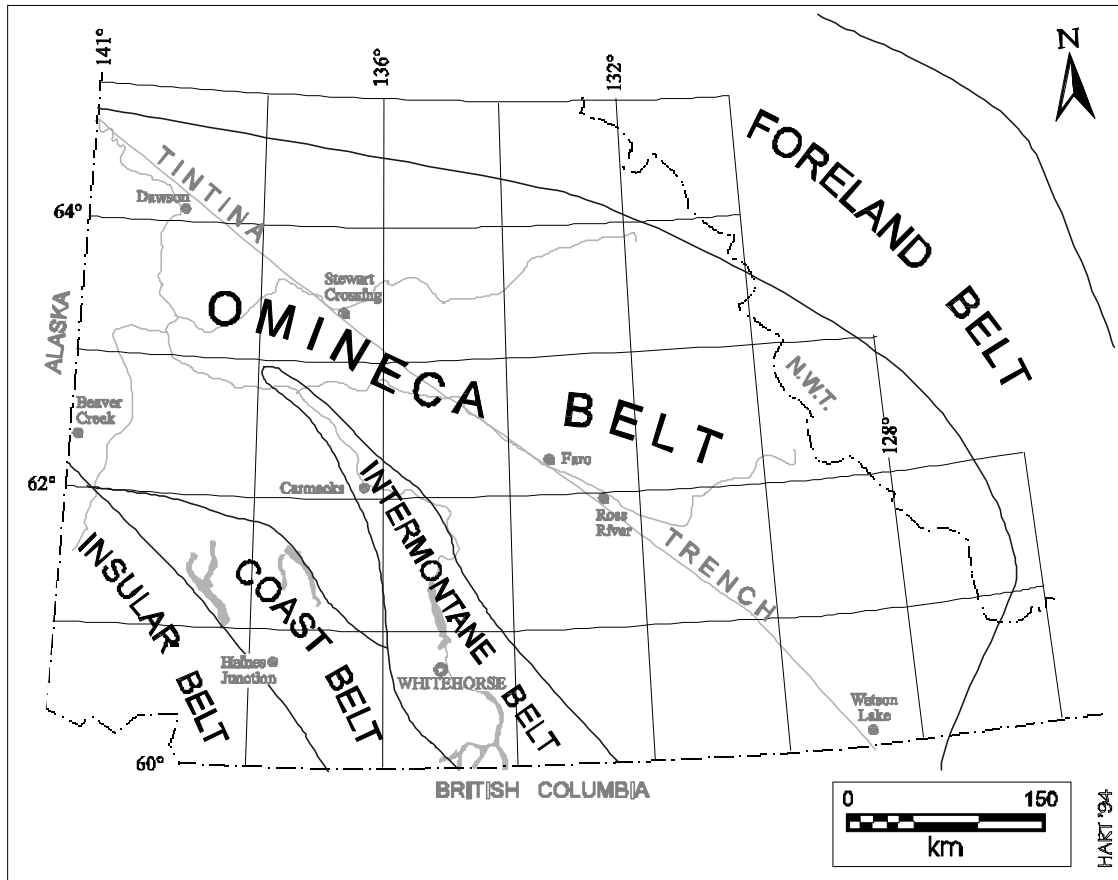 141°
136°
132°
N
FORELAND BELT
TINTINA
Dawson
64°
Stewart
Crossing
OMINECA BELT
ALASKA
N.W.T.
128°
Beaver
Creek
Faro
62°
Carmacks
Ross
River
INTERMONTANE BELT
TRENCH
INSULAR BELT
COAST BELT
Haines
Junction
WHITEHORSE
Watson
Lake
60°
BRITISH COLUMBIA
0 150
km
HART '94